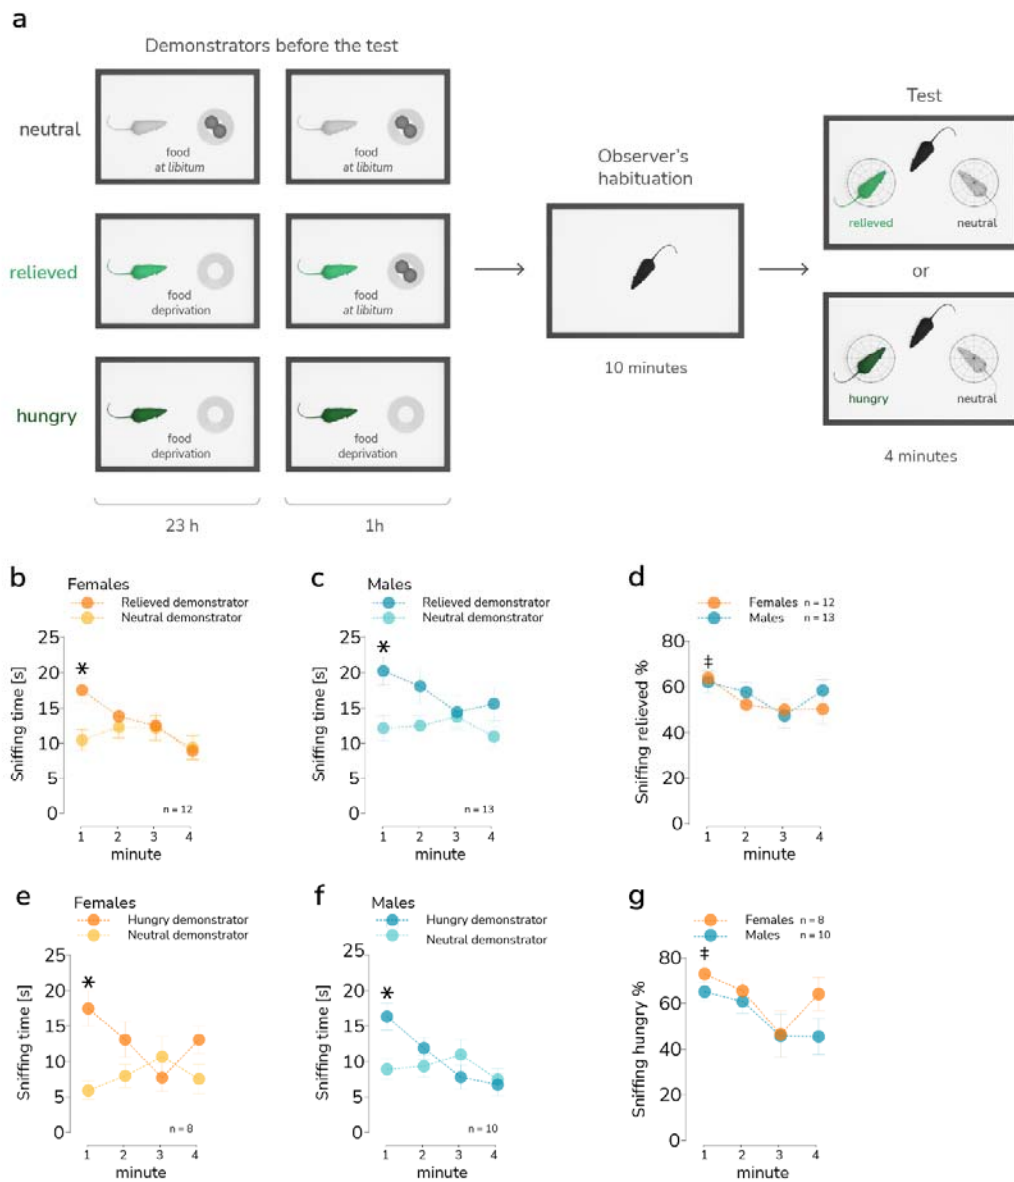 a
Demonstrators before the test
neutral
food
at libitum
food
at libitum
relieved
food
deprivation
food
at libitum
hungry
food
deprivation
food
deprivation
23 h
1h
Observer's
habituation
10 minutes
Test
relieved
neutral
or
hungry
neutral
4 minutes
b
Females
Relieved demonstrator
Neutral demonstrator
Sniffing time [s]
25
20
15
10
5
0
*
n = 12
1 2 3 4
minute
c
Males
Relieved demonstrator
Neutral demonstrator
Sniffing time [s]
25
20
15
10
5
0
*
n = 13
1 2 3 4
minute
d
Females n = 12
Males n = 13
Sniffing relieved %
80
60
40
20
0
‡
1 2 3 4
minute
e
Females
Hungry demonstrator
Neutral demonstrator
Sniffing time [s]
25
20
15
10
5
0
*
n = 8
1 2 3 4
minute
f
Males
Hungry demonstrator
Neutral demonstrator
Sniffing time [s]
25
20
15
10
5
0
*
n = 10
1 2 3 4
minute
g
Females n = 8
Males n = 10
Sniffing hungry %
80
60
40
20
0
‡
1 2 3 4
minute